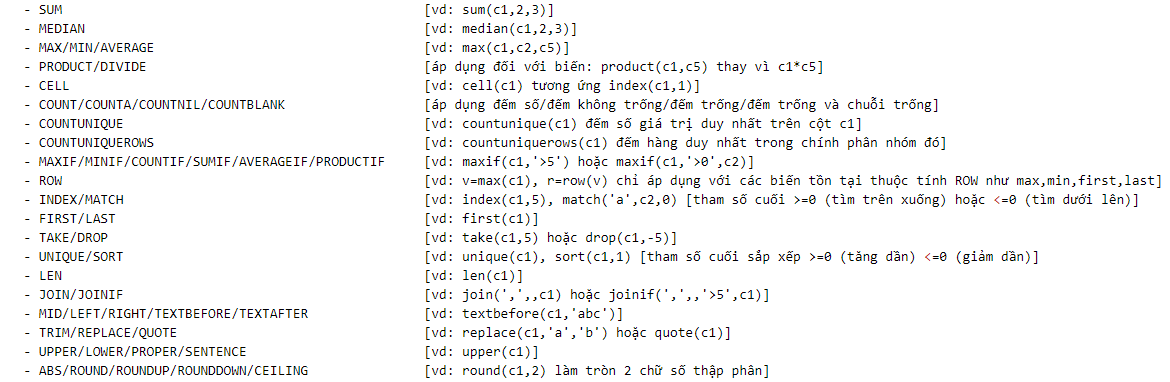 - SUM [vd: sum(c1,2,3)]
- MEDIAN [vd: median(c1,2,3)]
- MAX/MIN/AVERAGE [vd: max(c1,c2,c5)]
- PRODUCT/DIVIDE [áp dụng đối với biến: product(c1,c5) thay vì c1*c5]
- CELL [vd: cell(c1) tương ứng index(c1,1)]
- COUNT/COUNTA/COUNTNIL/COUNTBLANK [áp dụng đếm số/đếm không trống/đếm trống/đếm trống và chuỗi trống]
- COUNTUNIQUE [vd: countunique(c1) đếm số giá trị duy nhất trên cột c1]
- COUNTUNIQUEROWS [vd: countuniquerows(c1) đếm hàng duy nhất trong chính phân nhóm đó]
- MAXIF/MINIF/COUNTIF/SUMIF/AVERAGEIF/PRODUCTIF [vd: maxif(c1,'>5') hoặc maxif(c1,'>0',c2)]
- ROW [vd: v=max(c1), r=row(v) chỉ áp dụng với các biến tồn tại thuộc tính ROW như max,min,first,last]
- INDEX/MATCH [vd: index(c1,5), match('a',c2,0) [tham số cuối >=0 (tìm trên xuống) hoặc <=0 (tìm dưới lên)]
- FIRST/LAST [vd: first(c1)]
- TAKE/DROP [vd: take(c1,5) hoặc drop(c1,-5)]
- UNIQUE/SORT [vd: unique(c1), sort(c1,1) [tham số cuối sắp xếp >=0 (tăng dần) <=0 (giảm dần)]
- LEN [vd: len(c1)]
- JOIN/JOINIF [vd: join(',',,c1) hoặc joinif(',',,'>5',c1)]
- MID/LEFT/RIGHT/TEXTBEFORE/TEXTAFTER [vd: textbefore(c1,'abc')]
- TRIM/REPLACE/QUOTE [vd: replace(c1,'a','b') hoặc quote(c1)]
- UPPER/LOWER/PROPER/SENTENCE [vd: upper(c1)]
- ABS/ROUND/ROUNDUP/ROUNDDOWN/CEILING [vd: round(c1,2) làm tròn 2 chữ số thập phân]